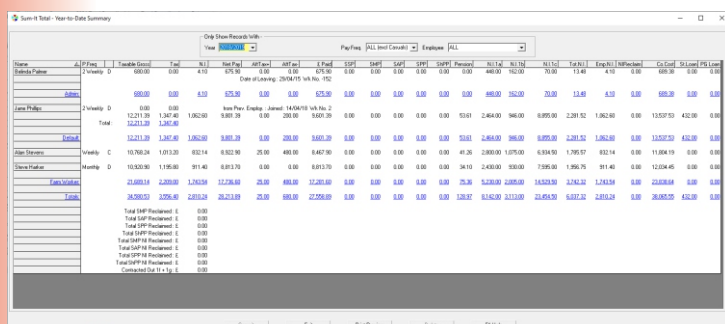 Sum-It Total - Year-to-Date Summary
Only Show Records With
Year
Pay Freq ALL (excl Casuals) Employee ALL
Name P.Freq C Taxable Gross Tax N.I. Net Pay AftTax+ AftTax- £ Paid SSP SMP SAP SPP ShPP Pension N.I.1a N.I.1b N.I.1c Tot.N.I. Emp.N.I. NIReclaim Co.Cost St.Loan PG Loan
Belinda Palmer 2 Weekly D 680.00 0.00 4.10 675.90 0.00 0.00 675.90 0.00 0.00 0.00 0.00 0.00 0.00 448.00 162.00 70.00 13.48 4.10 0.00 689.38 0.00 0.00
Date of Leaving: 29/04/15 Wk No. -152
Admin 680.00 0.00 4.10 675.90 0.00 0.00 675.90 0.00 0.00 0.00 0.00 0.00 0.00 448.00 162.00 70.00 13.48 4.10 0.00 689.38 0.00 0.00
Jane Phillips 2 Weekly D 0.00 0.00 from Prev. Employ. : Joined: 14/04/18 Wk No. 2
12,211.39 1,347.40 1,062.60 9,801.39 0.00 200.00 9,601.39 0.00 0.00 0.00 0.00 0.00 53.61 2,464.00 946.00 8,855.00 2,281.52 1,062.60 0.00 13,537.53 432.00 0.00
Total : 12,211.39 1,347.40
Default 12,211.39 1,347.40 1,062.60 9,801.39 0.00 200.00 9,601.39 0.00 0.00 0.00 0.00 0.00 53.61 2,464.00 946.00 8,855.00 2,281.52 1,062.60 0.00 13,537.53 432.00 0.00
Alan Stevens Weekly C 10,768.24 1,013.20 832.14 8,922.90 25.00 480.00 8,467.90 0.00 0.00 0.00 0.00 0.00 41.26 2,800.00 1,075.00 6,934.50 1,785.57 832.14 0.00 11,804.19 0.00 0.00
Steve Harker Monthly D 10,920.90 1,195.80 911.40 8,813.70 0.00 0.00 8,813.70 0.00 0.00 0.00 0.00 0.00 34.10 2,430.00 930.00 7,595.00 1,956.75 911.40 0.00 12,034.45 0.00 0.00
Farm Worker 21,689.14 2,209.00 1,743.54 17,736.60 25.00 480.00 17,281.60 0.00 0.00 0.00 0.00 0.00 75.36 5,230.00 2,005.00 14,529.50 3,742.32 1,743.54 0.00 23,838.64 0.00 0.00
Totals 34,580.53 3,556.40 2,810.24 28,213.89 25.00 680.00 27,558.89 0.00 0.00 0.00 0.00 0.00 128.97 8,142.00 3,113.00 23,454.50 6,037.32 2,810.24 0.00 38,065.55 432.00 0.00
Total SMP Reclaimed : £ 0.00
Total SAP Reclaimed : £ 0.00
Total SPP Reclaimed : £ 0.00
Total ShPP Reclaimed : £ 0.00
Total SMP NI Reclaimed : £ 0.00
Total SAP NI Reclaimed : £ 0.00
Total SPP NI Reclaimed : £ 0.00
Total ShPP NI Reclaimed : £ 0.00
Contracted Out 1f + 1g : £ 0.00